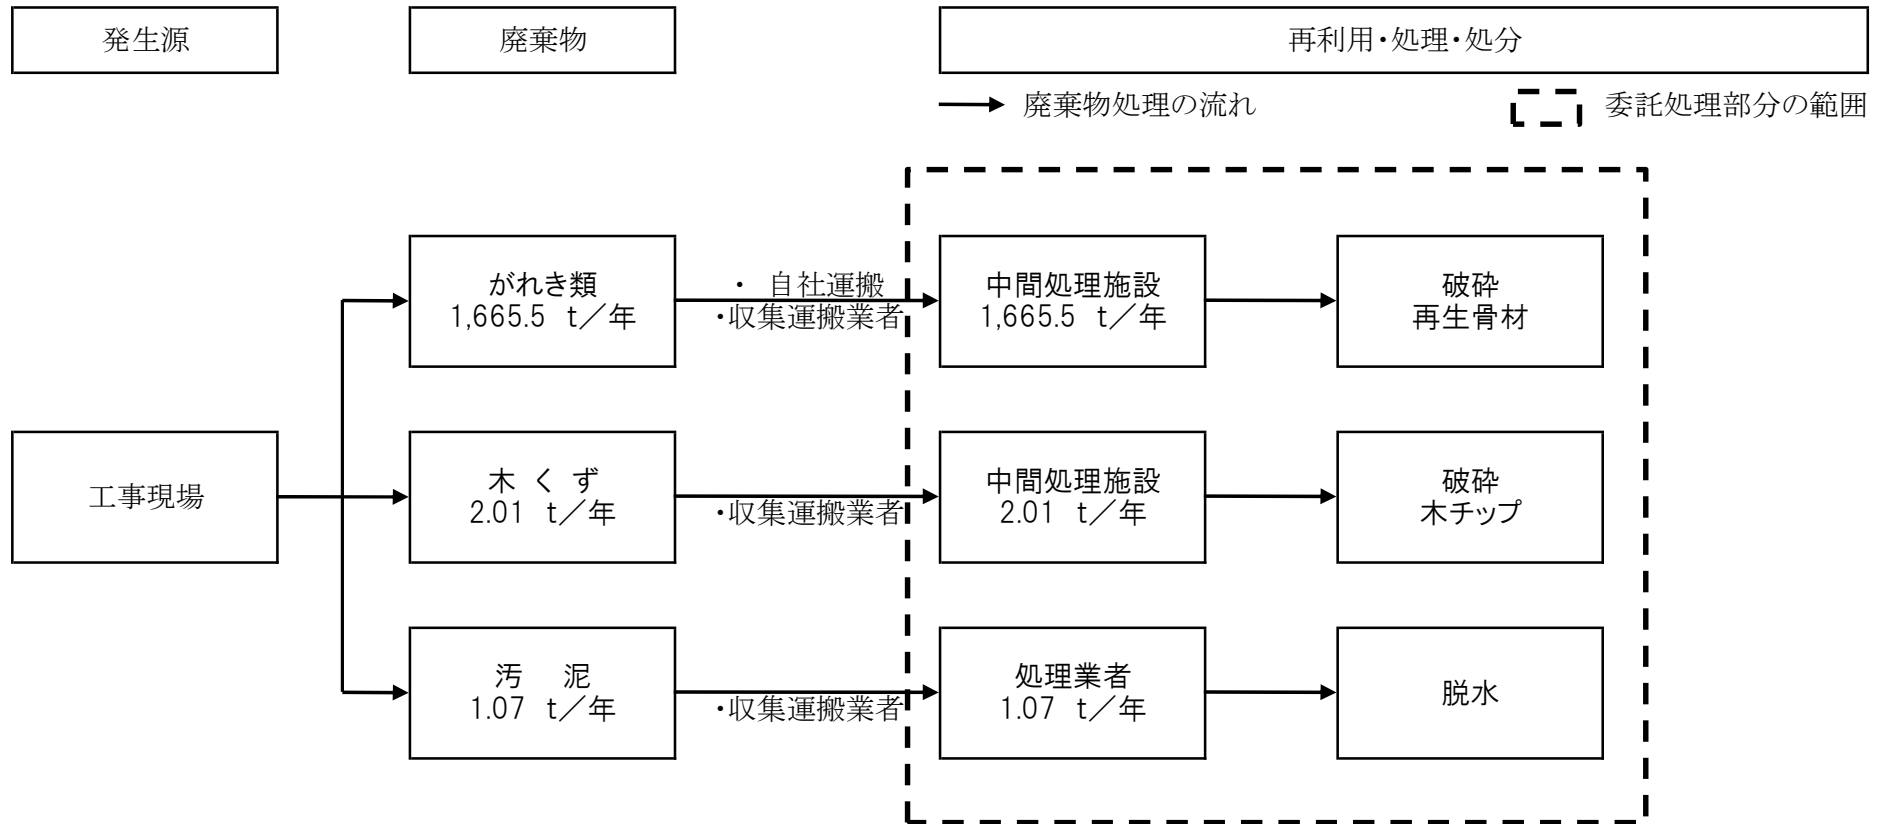 発生源
廃棄物
再利用・処理・処分
廃棄物処理の流れ
委託処理部分の範囲
がれき類
1,665.5 t／年
・ 自社運搬
・収集運搬業者
中間処理施設
1,665.5 t／年
破砕
再生骨材
工事現場
木 く ず
2.01 t／年
・収集運搬業者
中間処理施設
2.01 t／年
破砕
木チップ
汚 泥
1.07 t／年
・収集運搬業者
処理業者
1.07 t／年
脱水